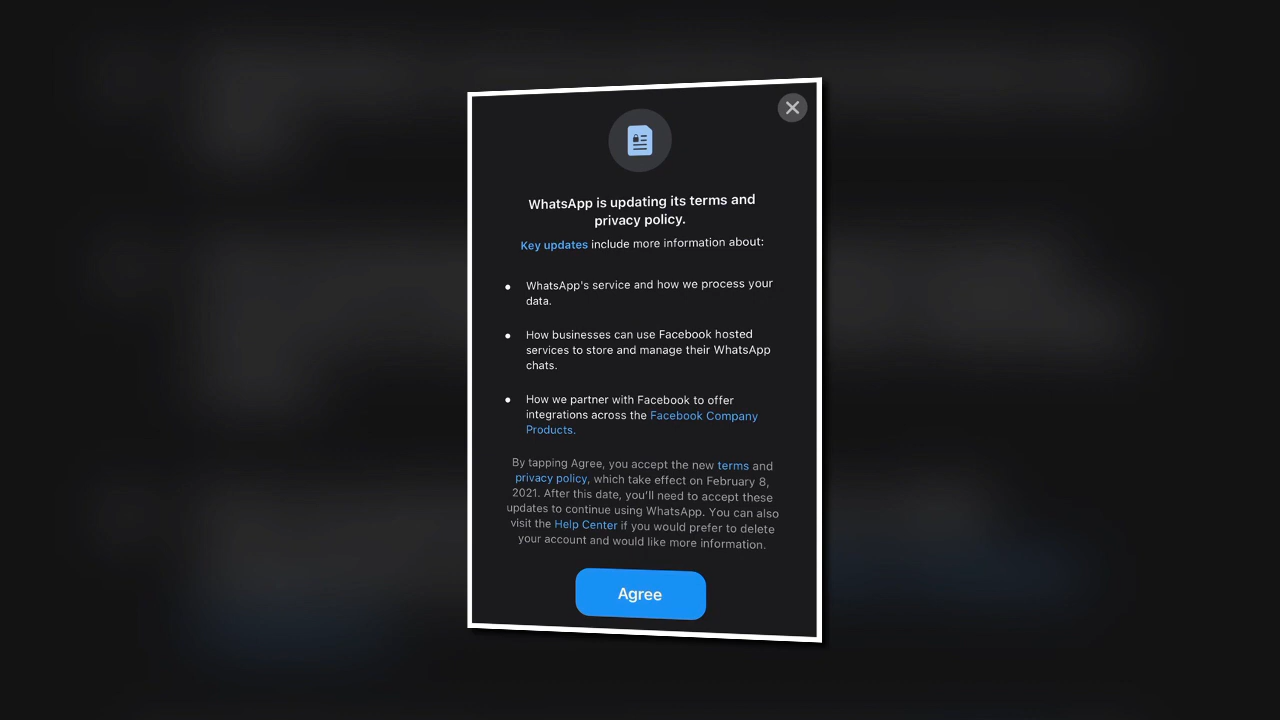 WhatsApp is updating its terms and
privacy policy.
Key updates include more information about:
● WhatsApp's service and how we process your
data.
● How businesses can use Facebook hosted
services to store and manage their WhatsApp
chats.
● How we partner with Facebook to offer
integrations across the Facebook Company
Products.
By tapping Agree, you accept the new terms and
privacy policy, which take effect on February 8,
2021. After this date, you'll need to accept these
updates to continue using WhatsApp. You can also
visit the Help Center if you would prefer to delete
your account and would like more information.
Agree